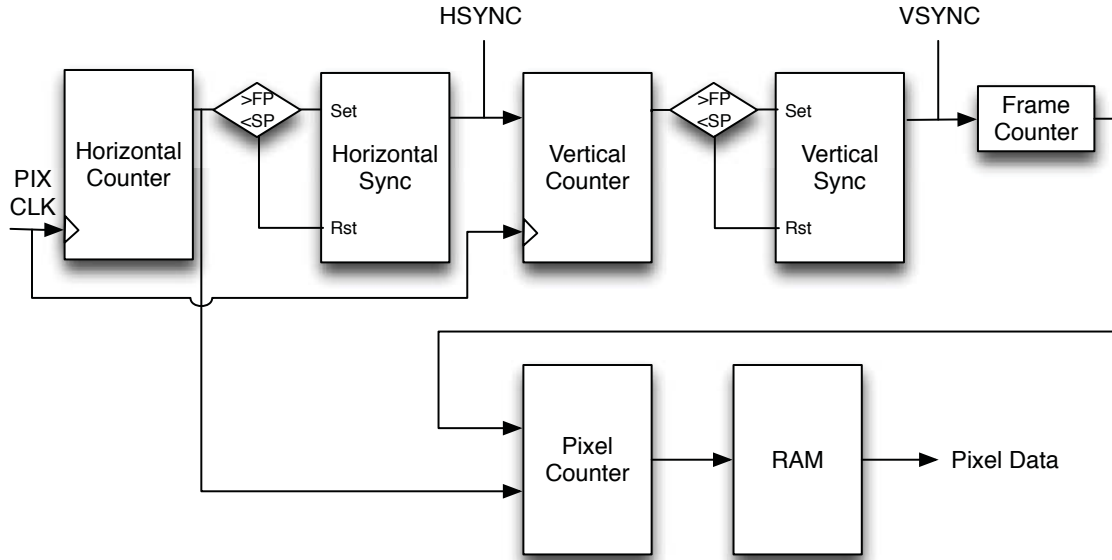 HSYNC
VSYNC
PIX
CLK
Horizontal
Counter
>FP
<SP
Set
Rst
Horizontal
Sync
Vertical
Counter
>FP
<SP
Set
Rst
Vertical
Sync
Frame
Counter
Pixel
Counter
RAM
Pixel Data